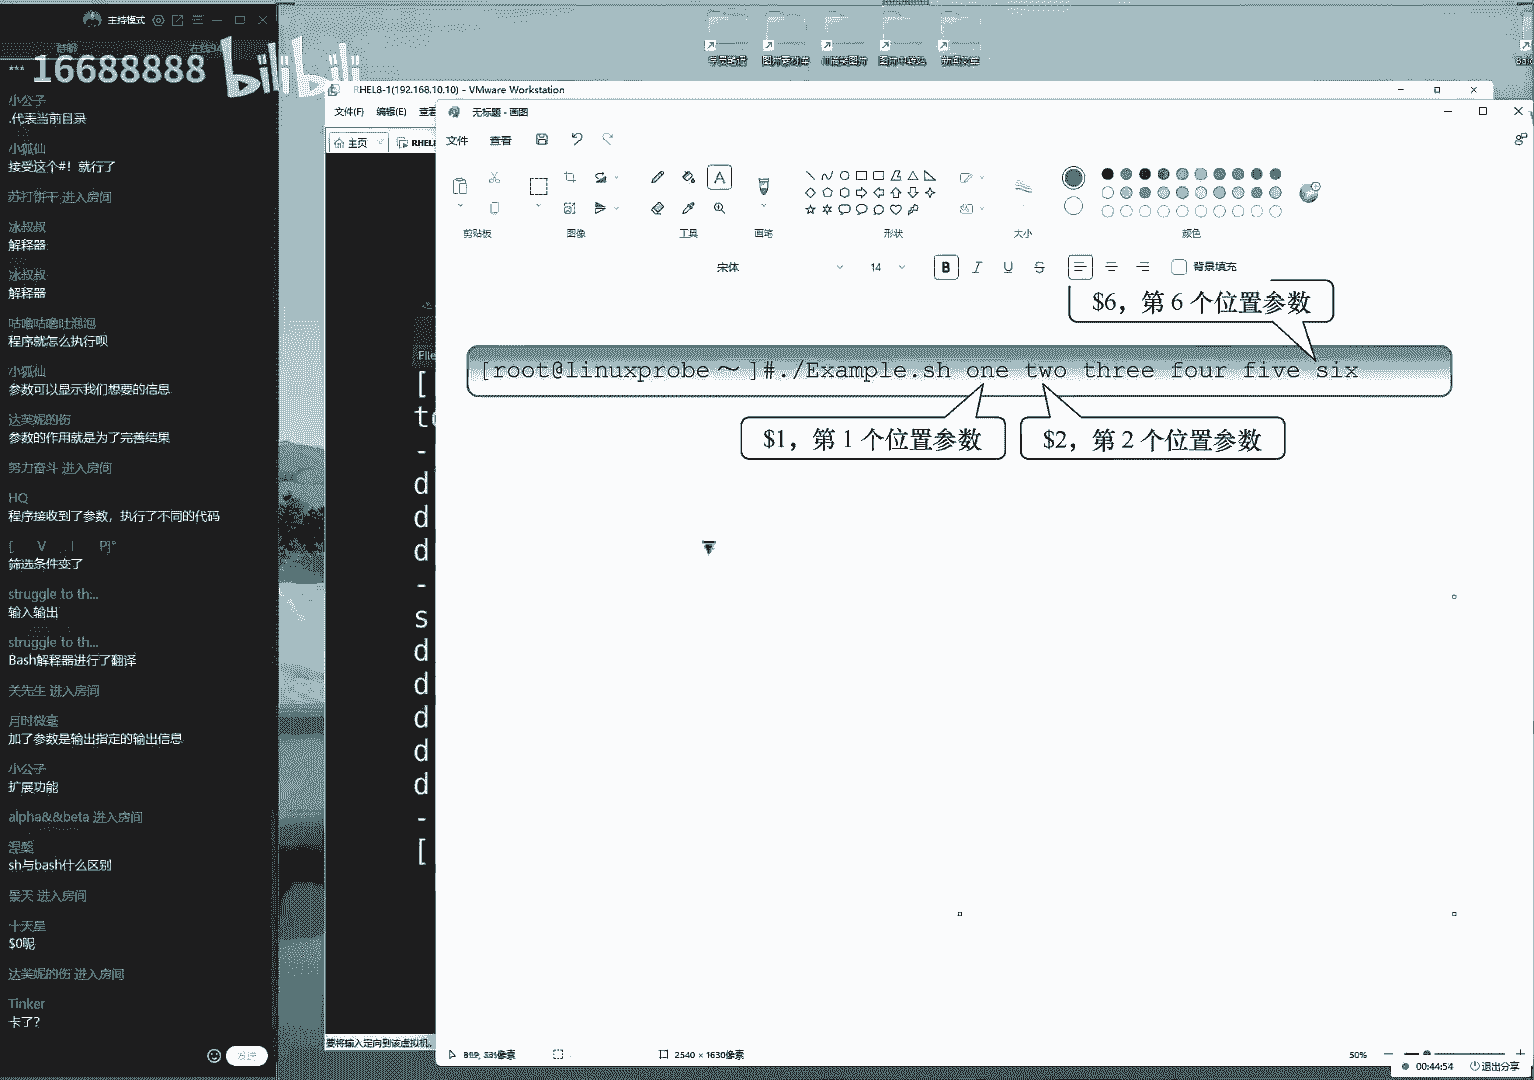 主持模式
16688888
bilibili
小公子
.代表当前目录
小狐仙
接受这个#！就行了
苏打饼干 进入房间
冰叔叔
解释器
冰叔叔
解释器
咕噜咕噜吐泡泡
程序就怎么执行呗
小狐仙
参数可以显示我们想要的信息
达芙妮的伤
参数的作用就是为了完善结果
努力奋斗 进入房间
HQ
程序接收到了参数，执行了不同的代码
筛选条件变了
struggle to th...
输入输出
struggle to th...
Bash解释器进行了翻译
关先生 进入房间
月时微毫
加了参数是输出指定的输出信息
小公子
扩展功能
alpha&&beta 进入房间
涅槃
sh与bash什么区别
景天 进入房间
十天星
$0呢
达芙妮的伤 进入房间
Tinker
卡了？
发送
RHEL8-1(192.168.10.10) - VMware Workstation
文件(F) 编辑(E) 查看
主页
RHEL
File
[
to
-
d
d
d
-
s
d
d
d
d
d
-
[
要将输入定向到该虚拟机，
无标题 - 画图
文件 查看
剪贴板 图像 工具 画笔 形状 大小 颜色
宋体 14 B I U S 背景填充
$6，第 6 个位置参数
[root@linuxprobe ~ ]#./Example.sh one two three four five six
$1，第 1 个位置参数
$2，第 2 个位置参数
2540 × 1630像素
50%
00:44:54 退出分享